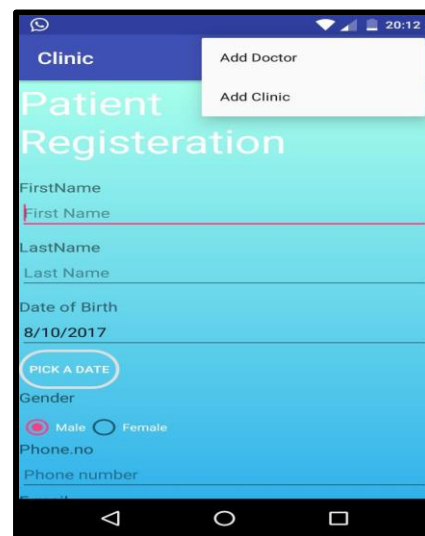 20:12
Clinic
Add Doctor
Add Clinic
Patient
Registeration
FirstName
First Name
LastName
Last Name
Date of Birth
8/10/2017
PICK A DATE
Gender
Male Female
Phone.no
Phone number